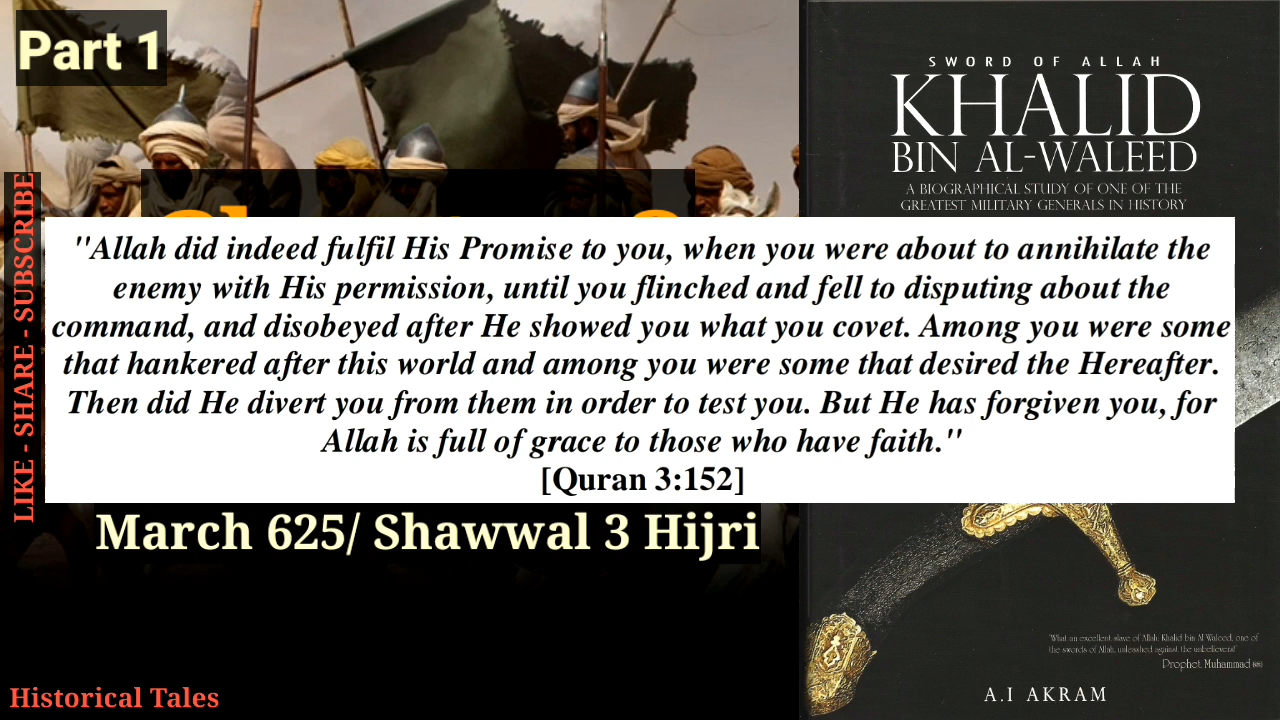 Part 1
LIKE - SHARE - SUBSCRIBE
"Allah did indeed fulfil His Promise to you, when you were about to annihilate the
enemy with His permission, until you flinched and fell to disputing about the
command, and disobeyed after He showed you what you covet. Among you were some
that hankered after this world and among you were some that desired the Hereafter.
Then did He divert you from them in order to test you. But He has forgiven you, for
Allah is full of grace to those who have faith."
[Quran 3:152]
March 625/ Shawwal 3 Hijri
Historical Tales
SWORD OF ALLAH
KHALID
BIN AL-WALEED
A BIOGRAPHICAL STUDY OF ONE OF THE
GREATEST MILITARY GENERALS IN HISTORY
'What an excellent slave of Allah: Khalid bin Al Waleed, one of
the swords of Allah, unleashed against the unbelievers!'
Prophet Muhammad
A.I AKRAM